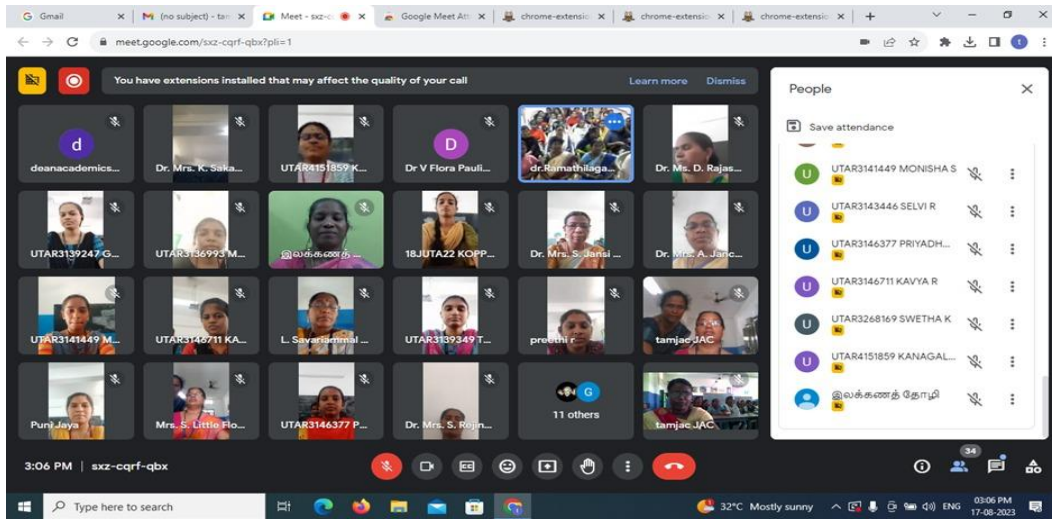 Gmail
(no subject) - tan
Meet - sxz-c
Google Meet Att
chrome-extensio
chrome-extensio
chrome-extensio
meet.google.com/sxz-cqrf-qbx?pli=1
You have extensions installed that may affect the quality of your call
Learn more
Dismiss
People
Save attendance
d
deanacademics...
Dr. Mrs. K. Saka...
UTAR4151859 K...
D
Dr V Flora Pauli...
dr.Ramathilaga...
Dr. Ms. D. Rajas...
UTAR3139247 G...
UTAR3136993 M...
இலக்கணத் ...
18JUTA22 KOPP...
Dr. Mrs. S. Jansi ...
Dr. Mrs. A. Janc...
UTAR3141449 M...
UTAR3146711 KA...
L. Savariammal ...
UTAR3139349 T...
preethi r
tamjac JAC
Puni Jaya
Mrs. S. Little Flo...
UTAR3146377 P...
Dr. Mrs. S. Rejin...
G
11 others
tamjac JAC
U
UTAR3141449 MONISHA S
U
UTAR3143446 SELVI R
U
UTAR3146377 PRIYADH...
U
UTAR3146711 KAVYA R
U
UTAR3268169 SWETHA K
U
UTAR4151859 KANAGAL...
இலக்கணத் தோழி
3:06 PM | sxz-cqrf-qbx
34
Type here to search
32°C Mostly sunny
ENG
03:06 PM
17-08-2023